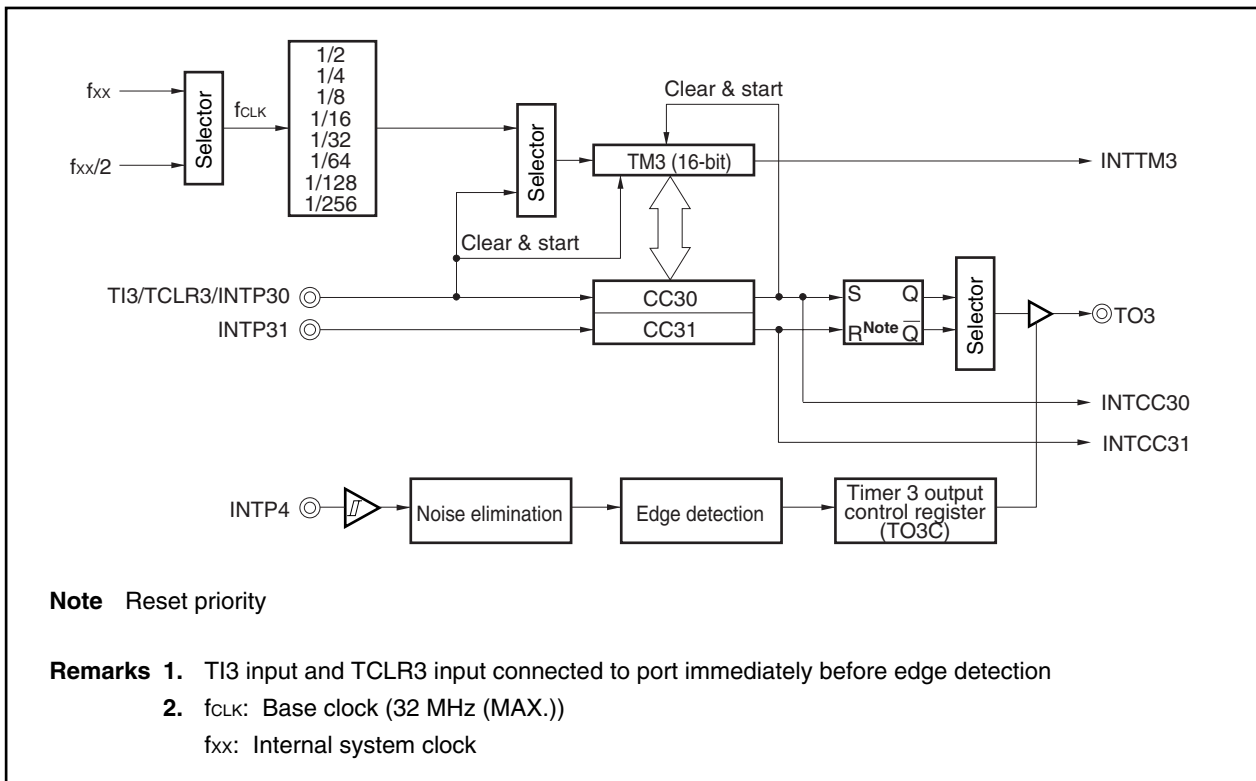 fxx
fxx/2
Selector
fCLK
1/2
1/4
1/8
1/16
1/32
1/64
1/128
1/256
Selector
Clear & start
TM3 (16-bit)
INTTM3
Clear & start
TI3/TCLR3/INTP30
INTP31
CC30
CC31
S Q
RNote Q̅
Selector
TO3
INTCC30
INTCC31
INTP4
Noise elimination
Edge detection
Timer 3 output
control register
(TO3C)
Note Reset priority
Remarks 1. TI3 input and TCLR3 input connected to port immediately before edge detection
2. fCLK: Base clock (32 MHz (MAX.))
fxx: Internal system clock